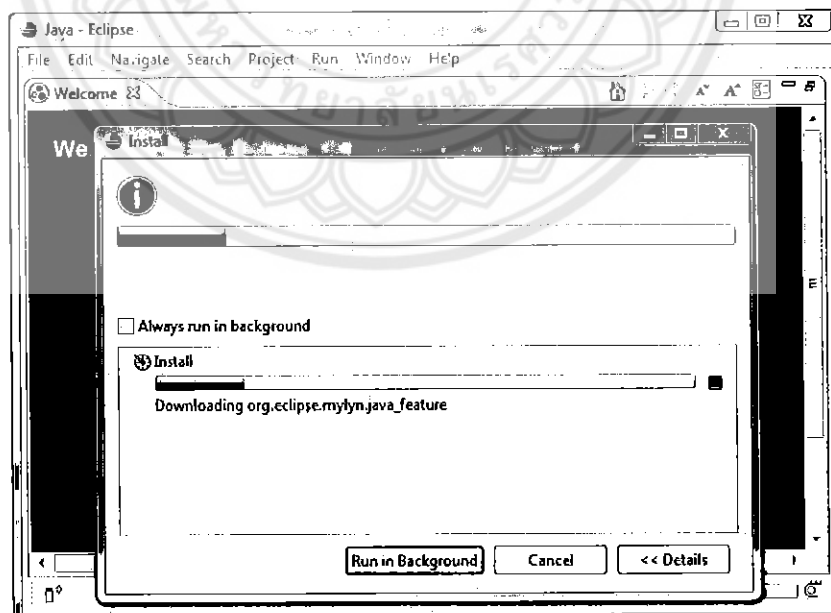 Java - Eclipse
File Edit Navigate Search Project Run Window Help
Welcome
We
Install
Always run in background
Install
Downloading org.eclipse.mylyn.java_feature
Run in Background Cancel << Details